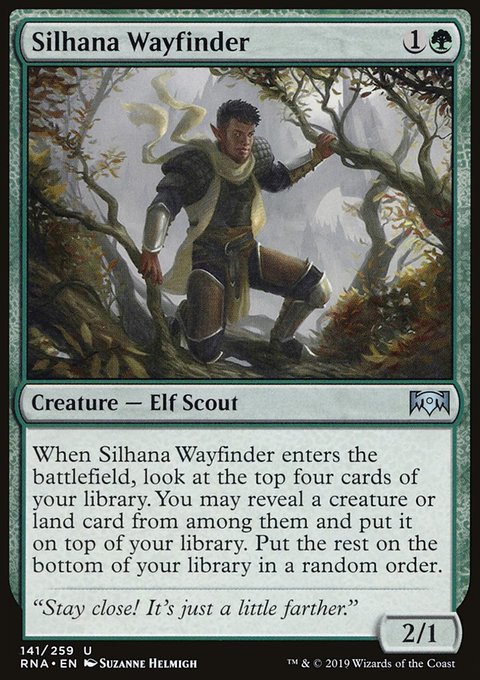 Silhana Wayfinder 1
Creature — Elf Scout
When Silhana Wayfinder enters the
battlefield, look at the top four cards of
your library. You may reveal a creature or
land card from among them and put it
on top of your library. Put the rest on the
bottom of your library in a random order.
“Stay close! It’s just a little farther.”
2/1
141/259 U
RNA • EN Suzanne Helmigh ™ & © 2019 Wizards of the Coast